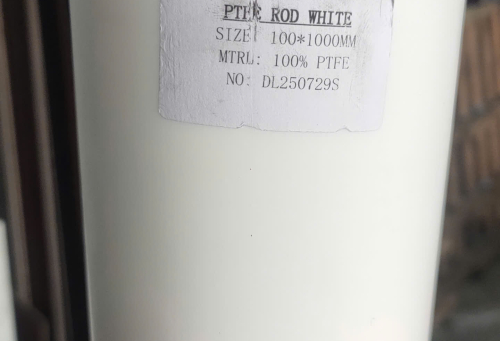 PTFE ROD WHITE
SIZE: 100*1000MM
MTRL: 100% PTFE
NO: DL250729S